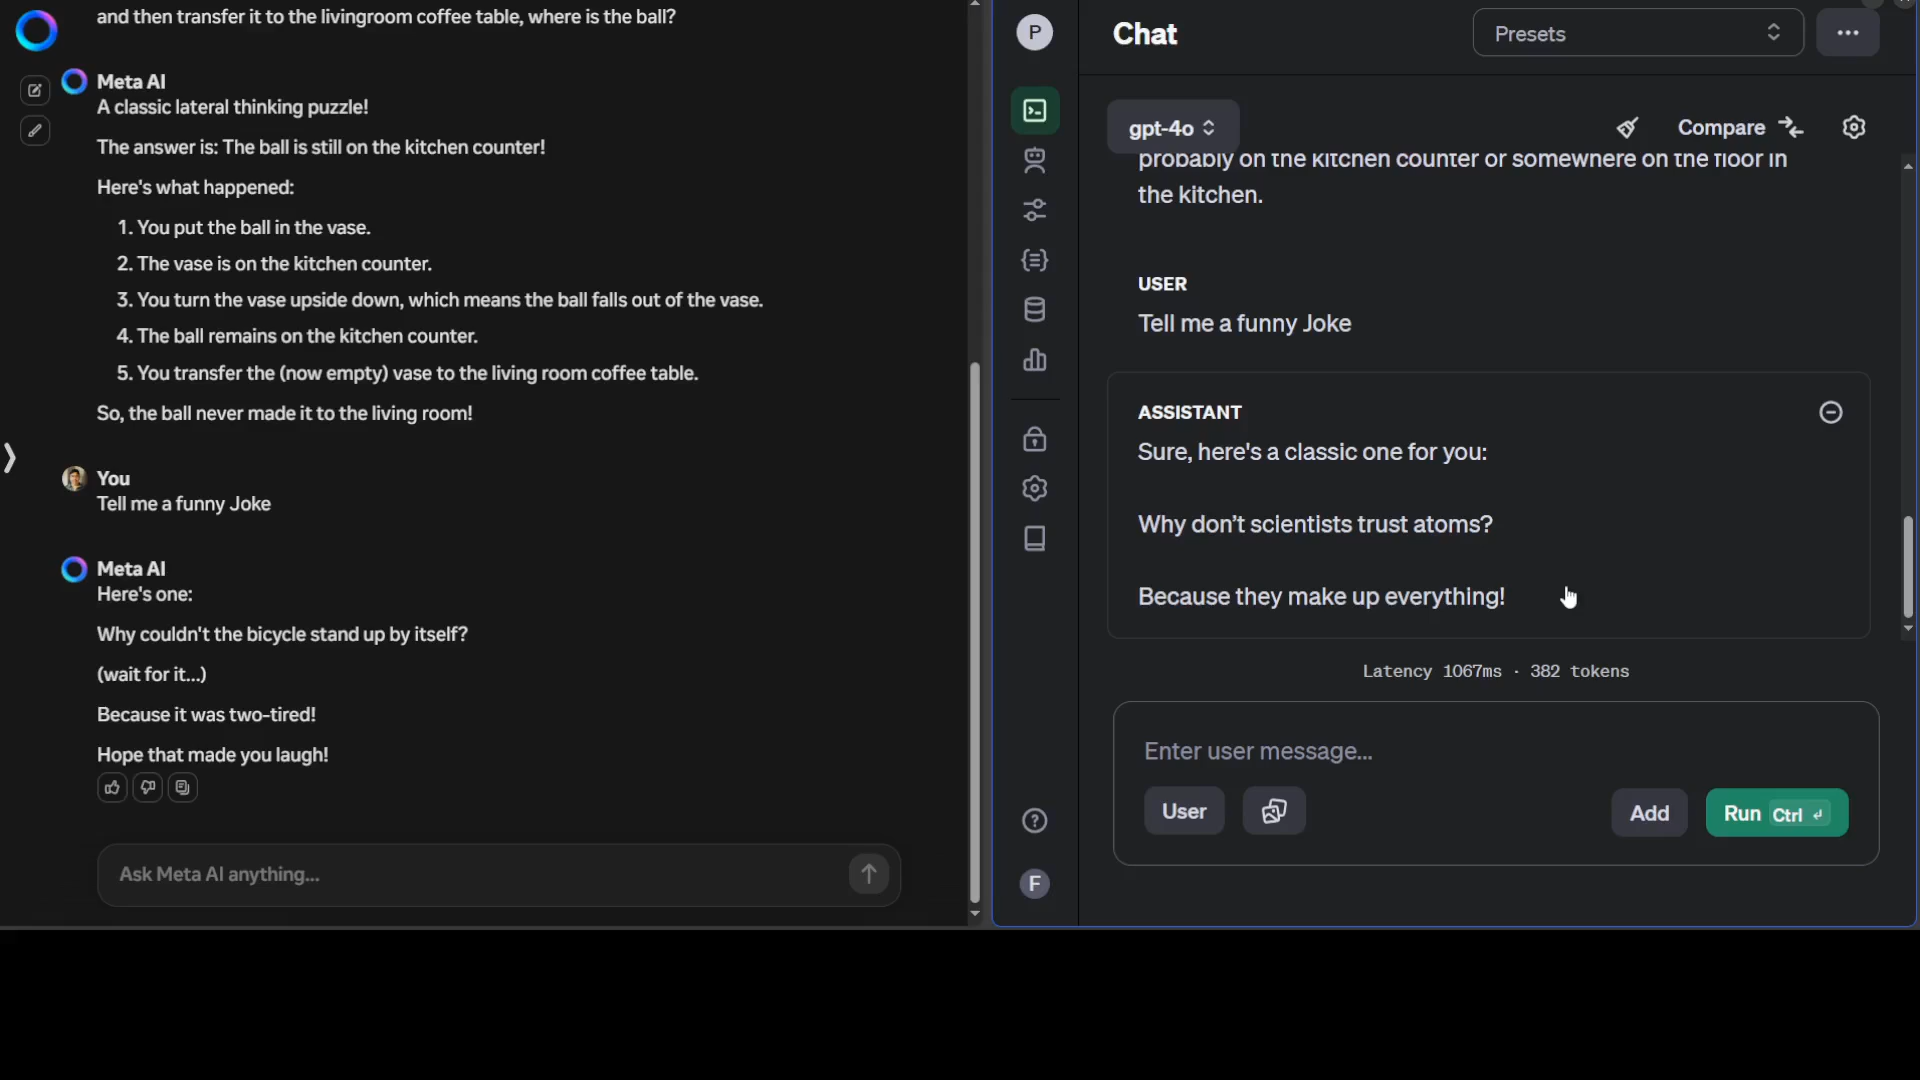 and then transfer it to the livingroom coffee table, where is the ball?
Meta AI
A classic lateral thinking puzzle!
The answer is: The ball is still on the kitchen counter!
Here's what happened:
1. You put the ball in the vase.
2. The vase is on the kitchen counter.
3. You turn the vase upside down, which means the ball falls out of the vase.
4. The ball remains on the kitchen counter.
5. You transfer the (now empty) vase to the living room coffee table.
So, the ball never made it to the living room!
You
Tell me a funny Joke
Meta AI
Here's one:
Why couldn't the bicycle stand up by itself?
(wait for it...)
Because it was two-tired!
Hope that made you laugh!
Ask Meta AI anything...
P
Chat
Presets
gpt-4o
Compare
probably on the kitchen counter or somewhere on the floor in
the kitchen.
USER
Tell me a funny Joke
ASSISTANT
Sure, here's a classic one for you:
Why don't scientists trust atoms?
Because they make up everything!
Latency 1067ms · 382 tokens
Enter user message...
User
Add
Run Ctrl ↵
F